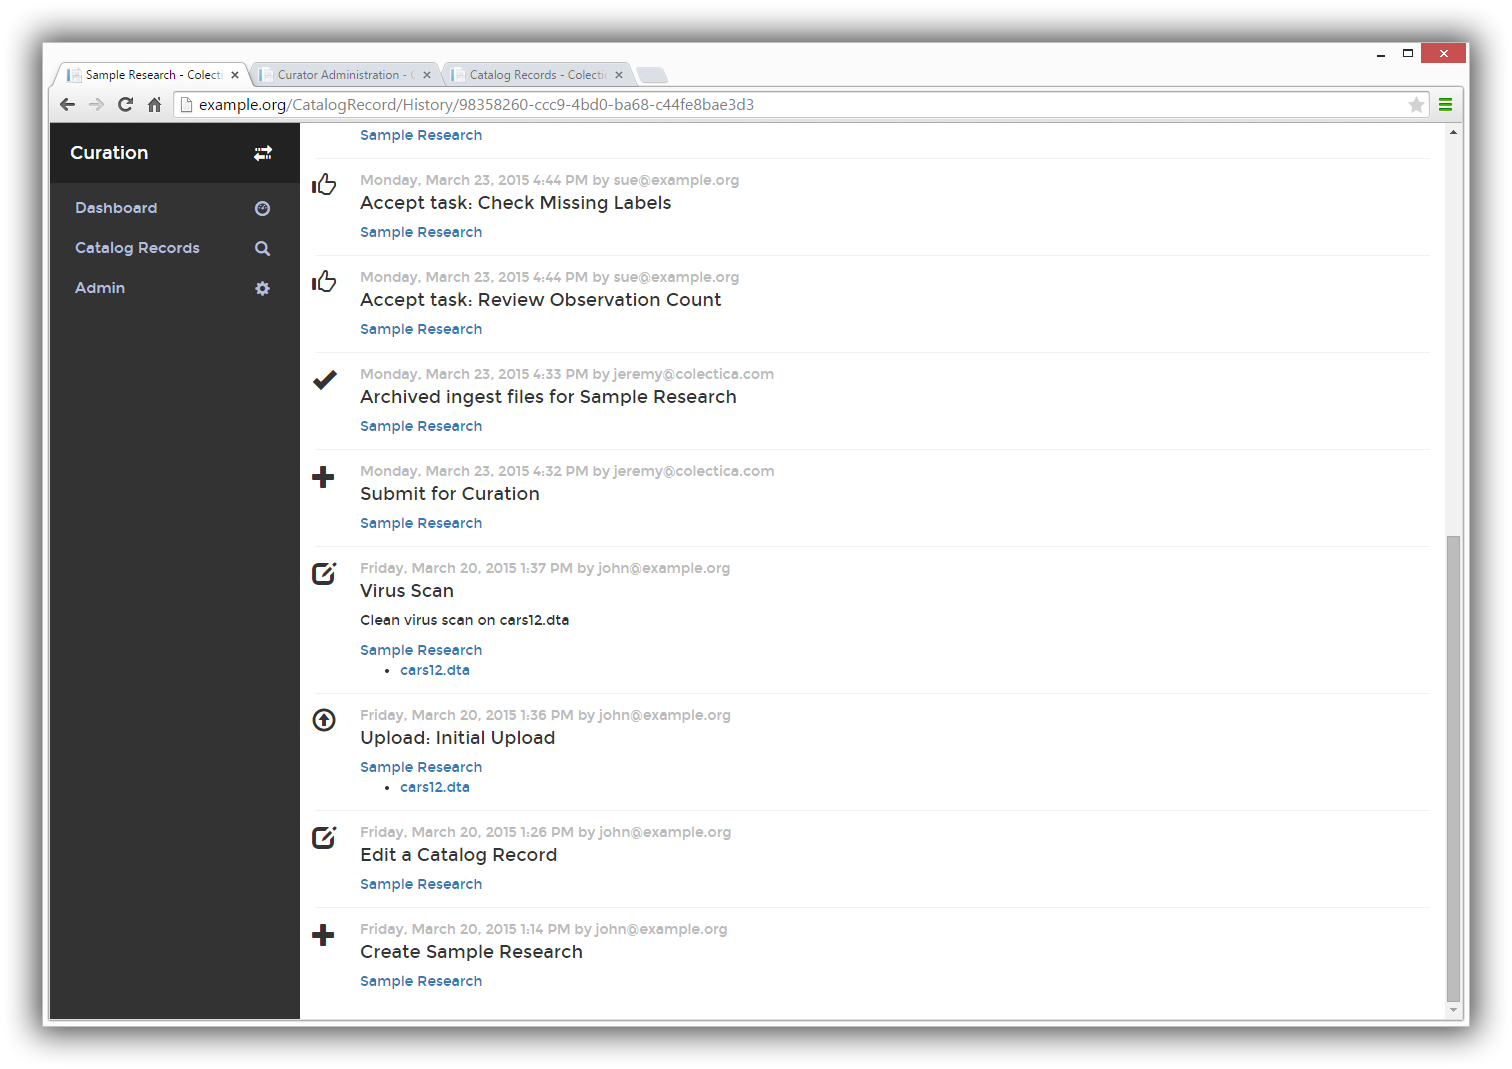 Sample Research - Colect
Curator Administration - C
Catalog Records - Colectic
example.org/CatalogRecord/History/98358260-ccc9-4bd0-ba68-c44fe8bae3d3
Curation
Dashboard
Catalog Records
Admin
Sample Research
Monday, March 23, 2015 4:44 PM by sue@example.org
Accept task: Check Missing Labels
Sample Research
Monday, March 23, 2015 4:44 PM by sue@example.org
Accept task: Review Observation Count
Sample Research
Monday, March 23, 2015 4:33 PM by jeremy@colectica.com
Archived ingest files for Sample Research
Sample Research
Monday, March 23, 2015 4:32 PM by jeremy@colectica.com
Submit for Curation
Sample Research
Friday, March 20, 2015 1:37 PM by john@example.org
Virus Scan
Clean virus scan on cars12.dta
Sample Research
• cars12.dta
Friday, March 20, 2015 1:36 PM by john@example.org
Upload: Initial Upload
Sample Research
• cars12.dta
Friday, March 20, 2015 1:26 PM by john@example.org
Edit a Catalog Record
Sample Research
Friday, March 20, 2015 1:14 PM by john@example.org
Create Sample Research
Sample Research